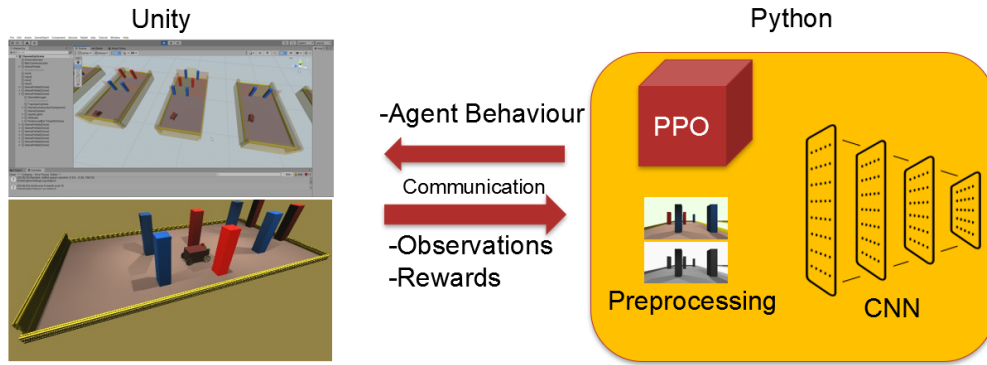 Unity
Python
-Agent Behaviour
Communication
-Observations
-Rewards
PPO
Preprocessing
CNN